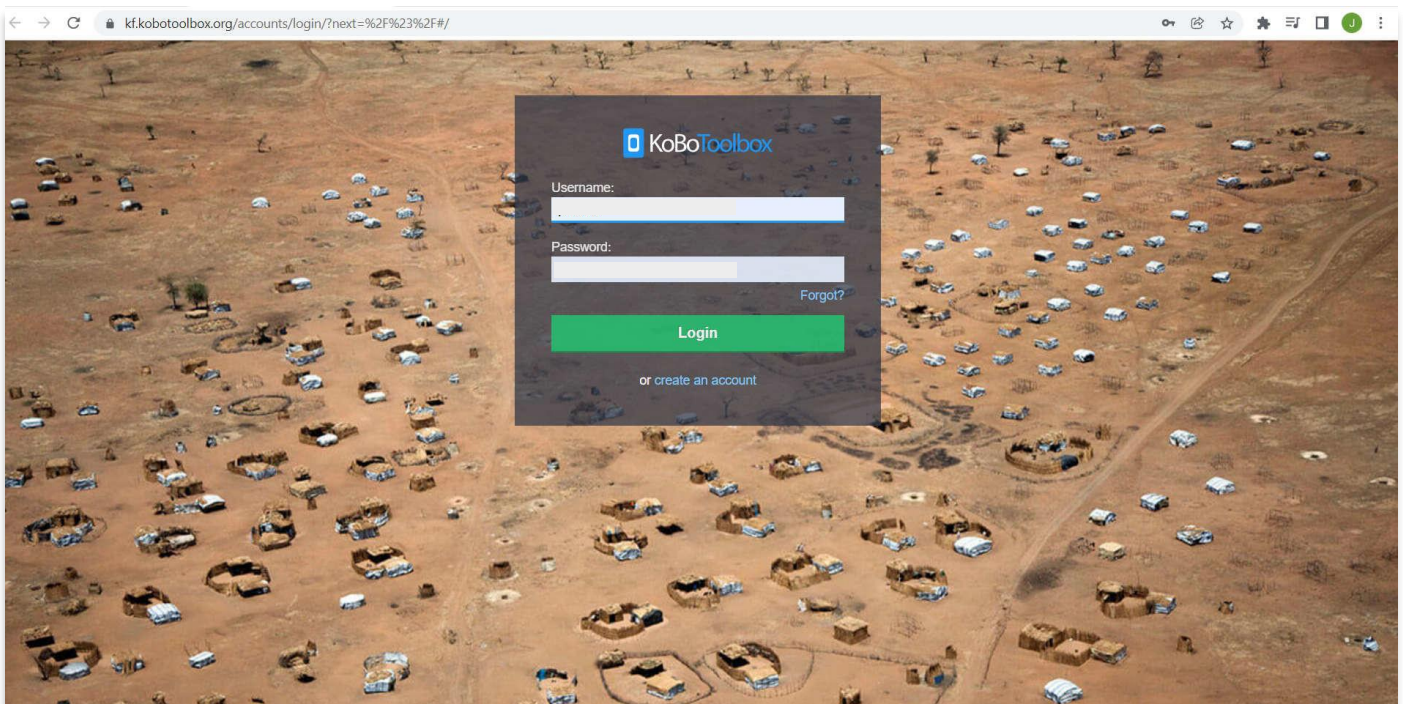 kf.kobotoolbox.org/accounts/login/?next=%2F%23%2F#/
J
KoBoToolbox
Username:
Password:
Forgot?
Login
or create an account